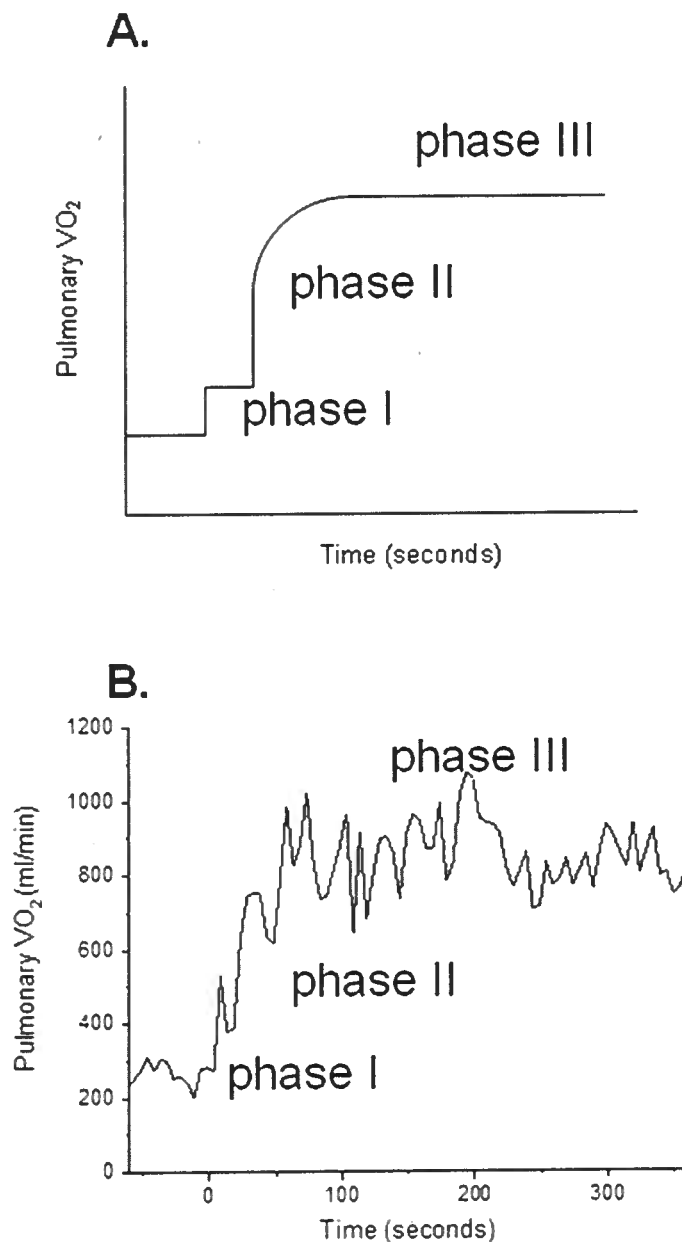 A.
phase III
Pulmonary VO₂
phase II
phase I
Time (seconds)
B.
1200
phase III
1000
800
Pulmonary VO₂ (ml/min)
600
phase II
400
phase I
200
0
0 100 200 300
Time (seconds)